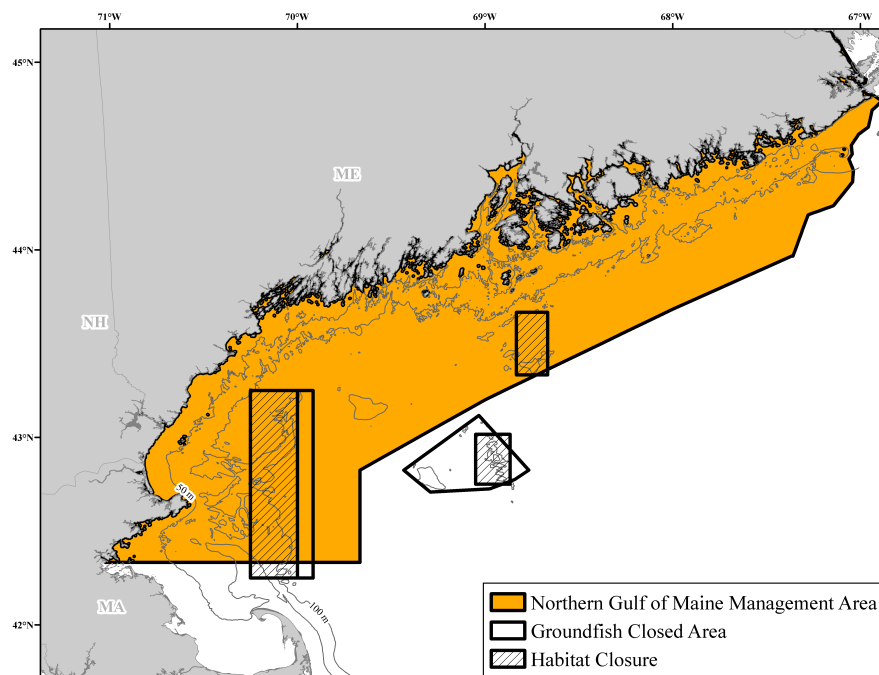 71°W 70°W 69°W 68°W 67°W
45°N
ME
44°N
NH
43°N
50 m
MA
100 m
42°N
Northern Gulf of Maine Management Area
Groundfish Closed Area
Habitat Closure